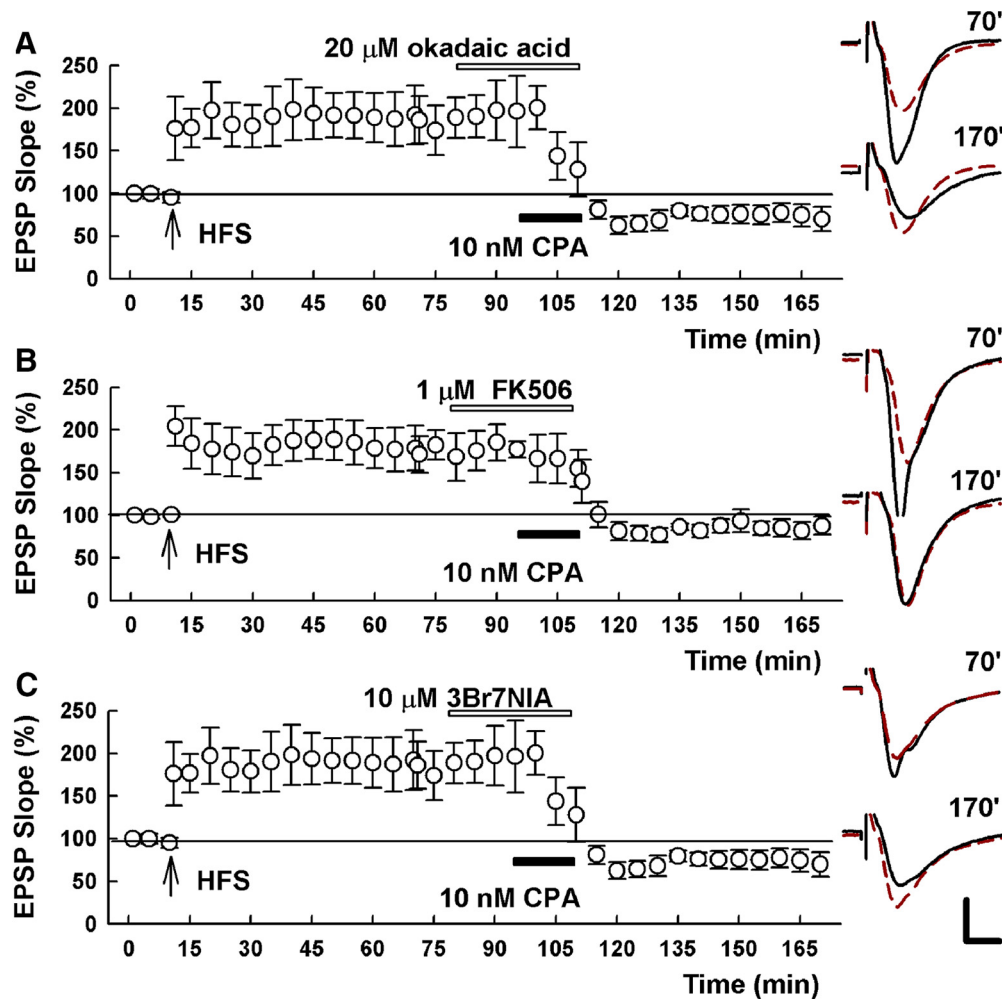 A
20 μM okadaic acid
EPSP Slope (%)
250
200
150
100
50
0
HFS
10 nM CPA
0 15 30 45 60 75 90 105 120 135 150 165
Time (min)
70'
170'
B
1 μM FK506
EPSP Slope (%)
250
200
150
100
50
0
HFS
10 nM CPA
0 15 30 45 60 75 90 105 120 135 150 165
Time (min)
70'
170'
C
10 μM 3Br7NIA
EPSP Slope (%)
250
200
150
100
50
0
HFS
10 nM CPA
0 15 30 45 60 75 90 105 120 135 150 165
Time (min)
70'
170'